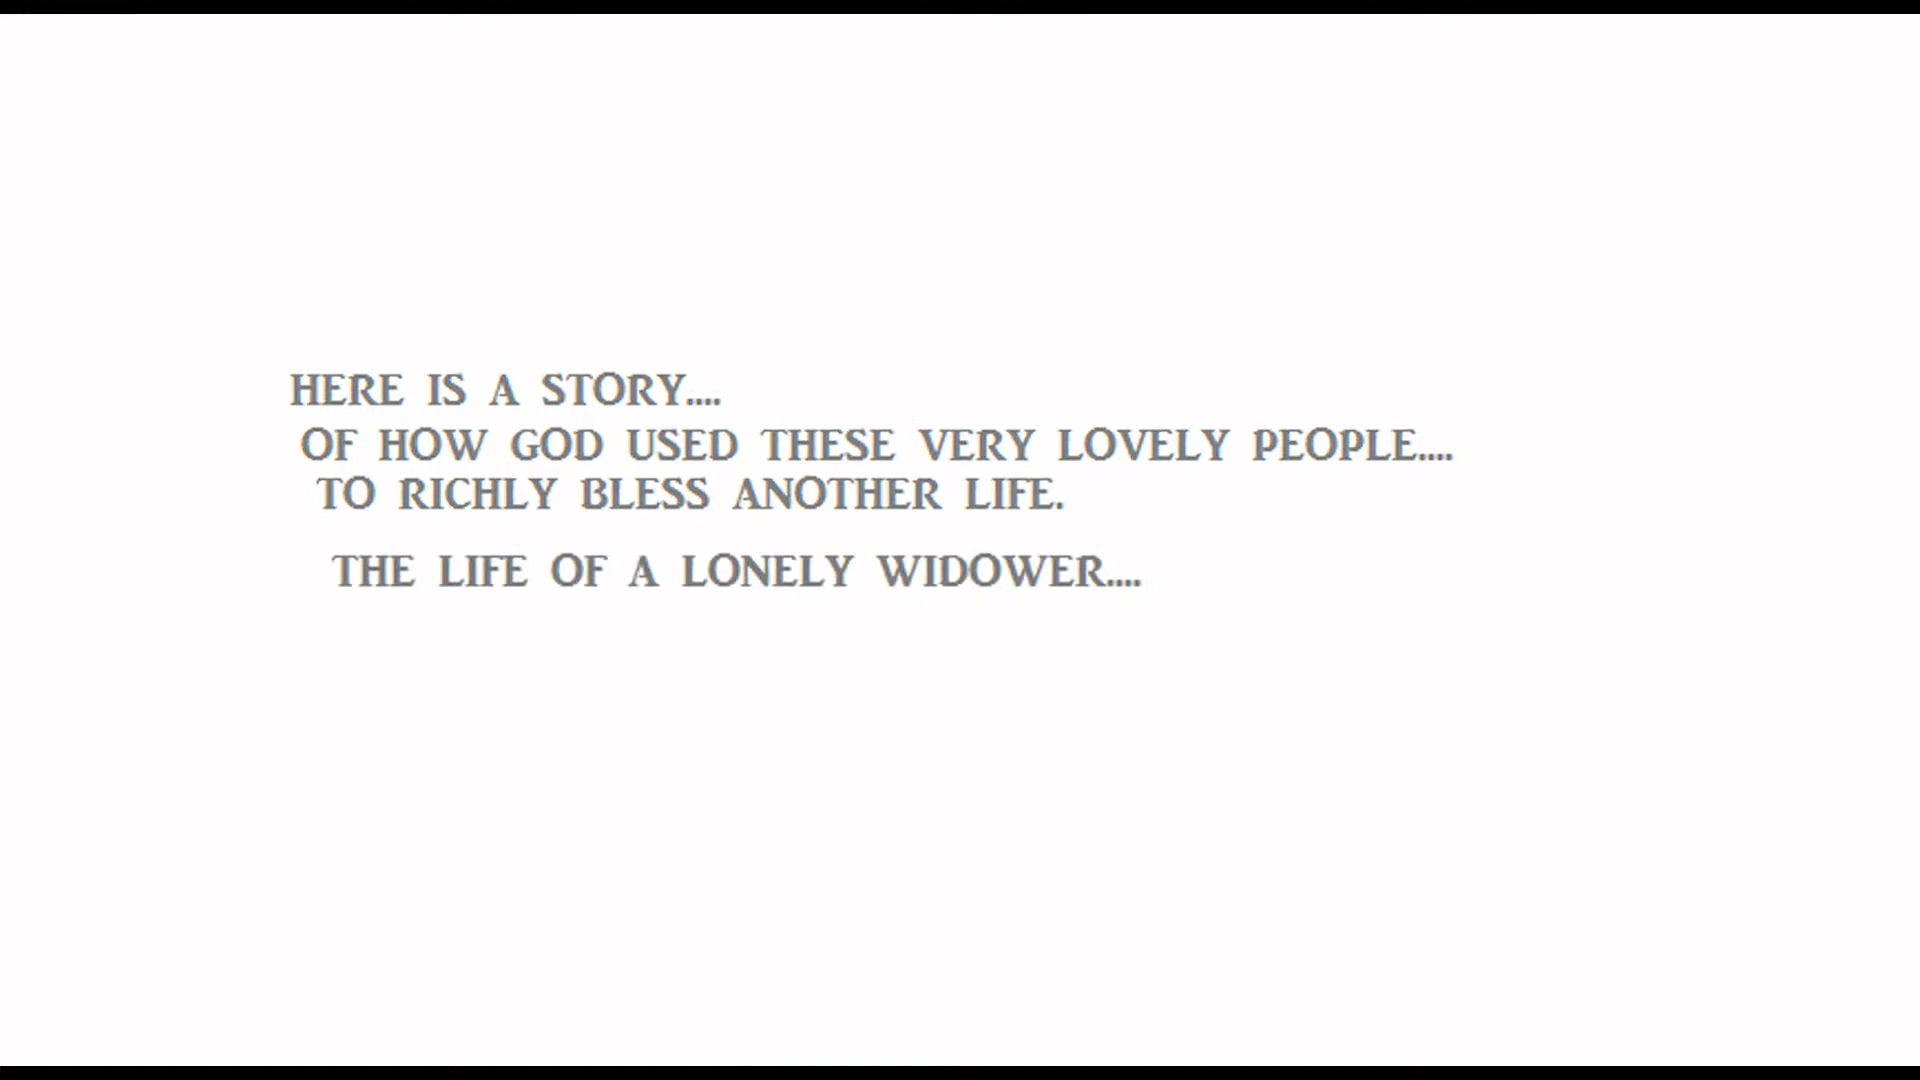 HERE IS A STORY....
OF HOW GOD USED THESE VERY LOVELY PEOPLE....
TO RICHLY BLESS ANOTHER LIFE.
THE LIFE OF A LONELY WIDOWER....